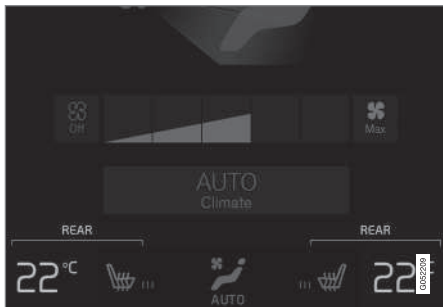 Off
Max
AUTO
Climate
REAR REAR
22°C 22°
AUTO
G052209